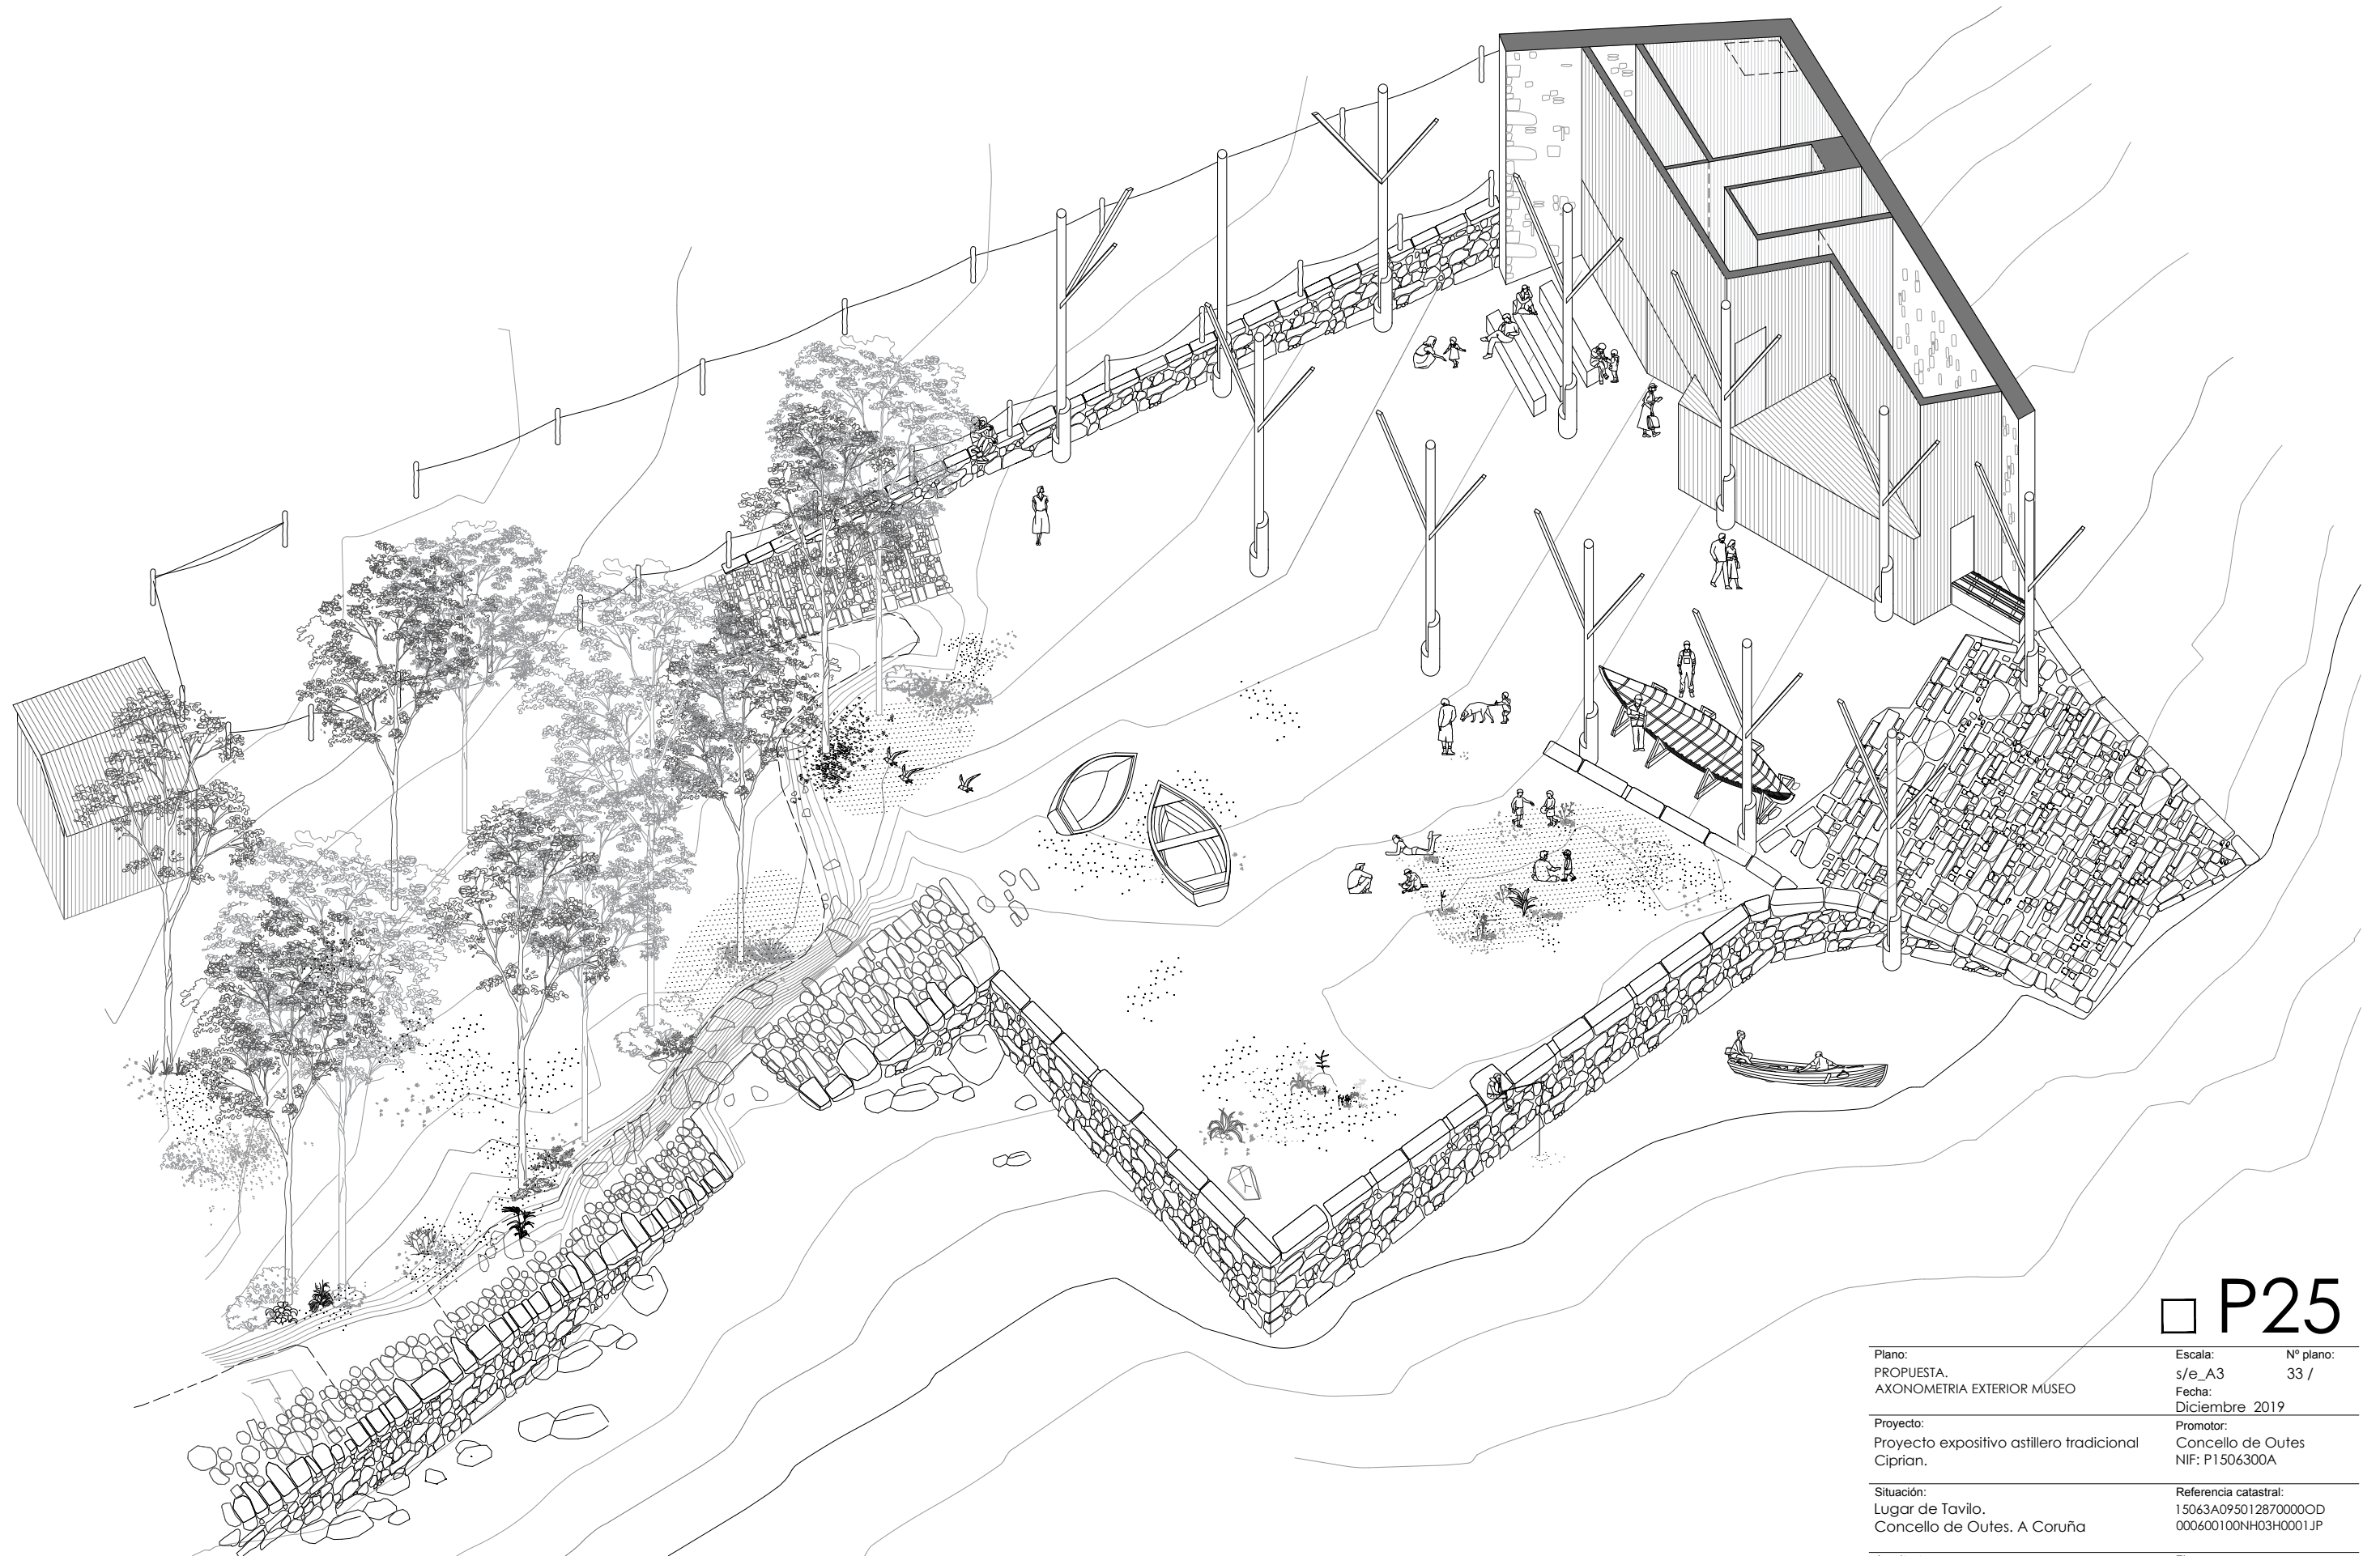 P25
Plano:
PROPUESTA.
AXONOMETRIA EXTERIOR MUSEO
Escala:
s/e_A3
Nº plano:
33 /
Fecha:
Diciembre 2019
Proyecto:
Proyecto expositivo astillero tradicional
Ciprian.
Promotor:
Concello de Outes
NIF: P1506300A
Situación:
Lugar de Tavilo.
Concello de Outes. A Coruña
Referencia catastral:
15063A095012870000OD
000600100NH03H0001JP